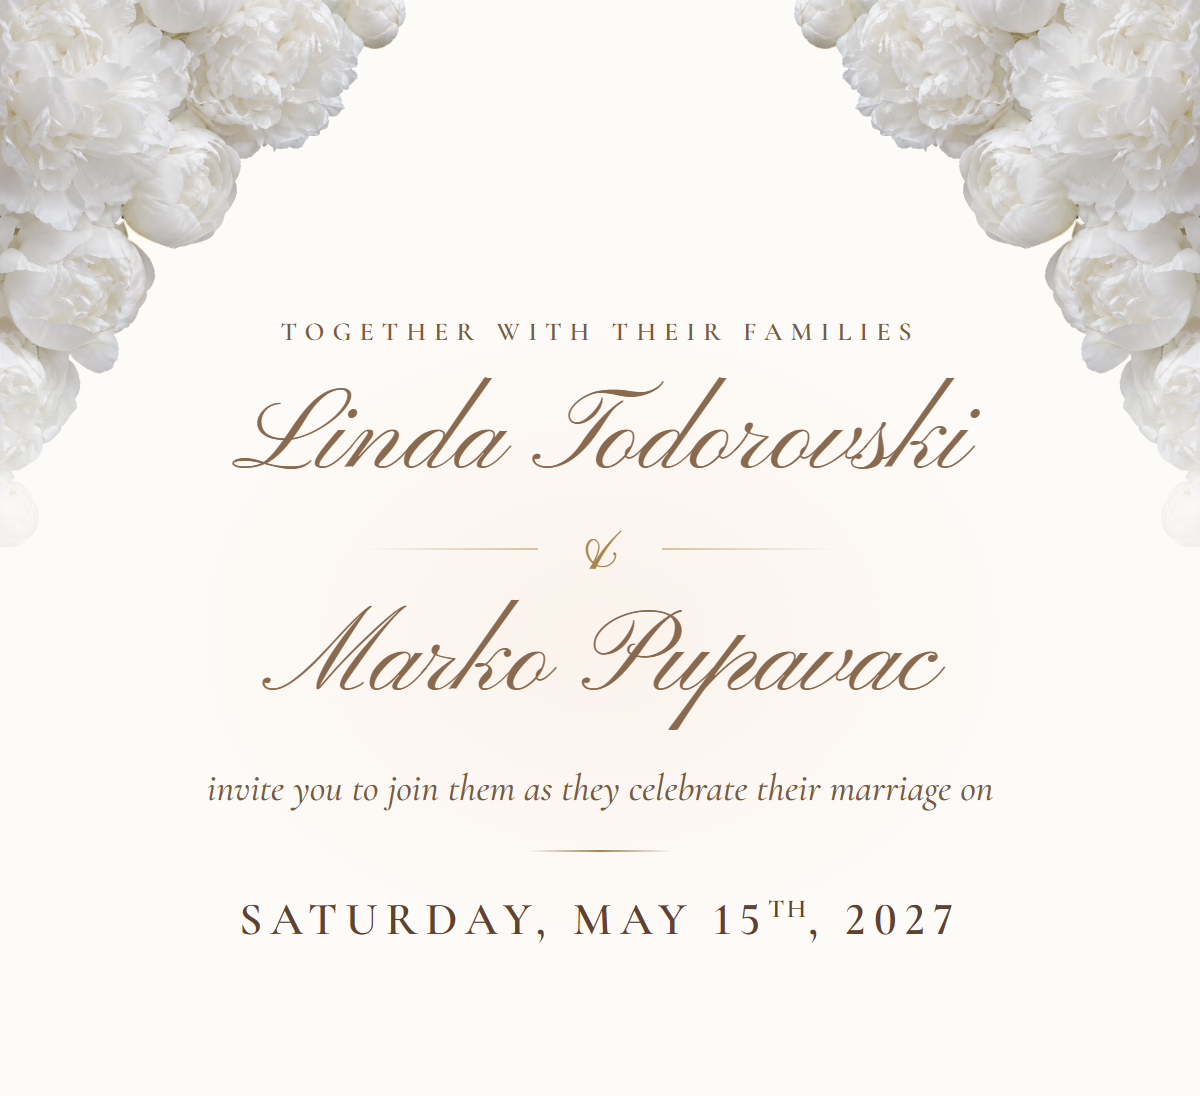 TOGETHER WITH THEIR FAMILIES
Linda Todorovski
&
Marko Pupavac
invite you to join them as they celebrate their marriage on
SATURDAY, MAY 15TH, 2027